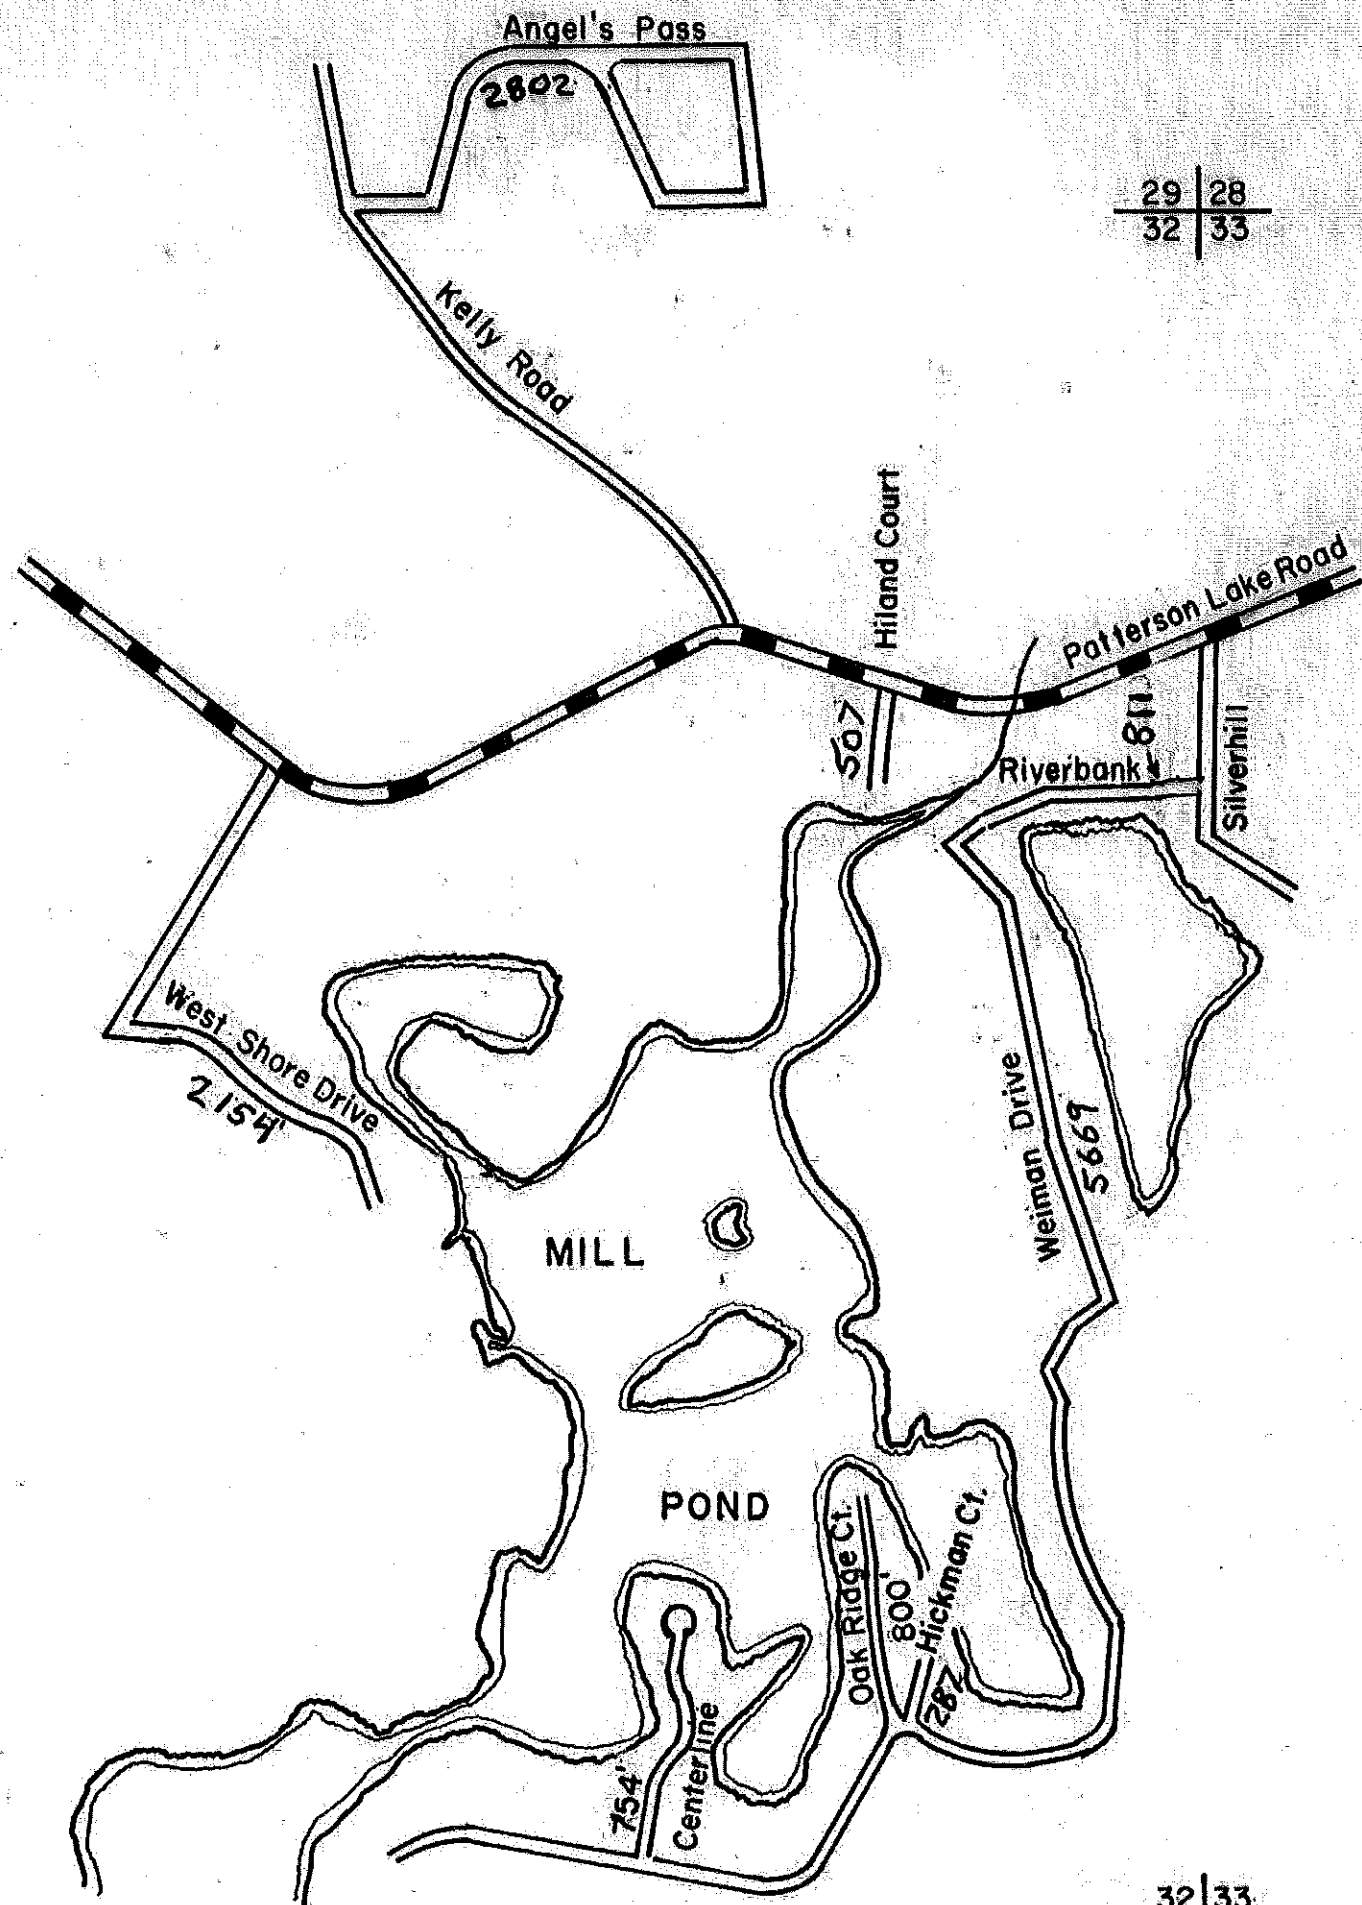 Angel's Pass
2802
29 28
32 33
Kelly Road
Hiland Court
Patterson Lake Road
507
811
Riverbank
Silverhill
West Shore Drive
2154'
Weiman Drive
5669
MILL
POND
Oak Ridge Ct.
800'
Hickman Ct.
287
Centerline
754'
32 33